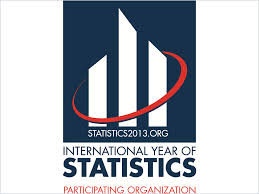 STATISTICS2013.ORG
INTERNATIONAL YEAR OF
STATISTICS
PARTICIPATING ORGANIZATION